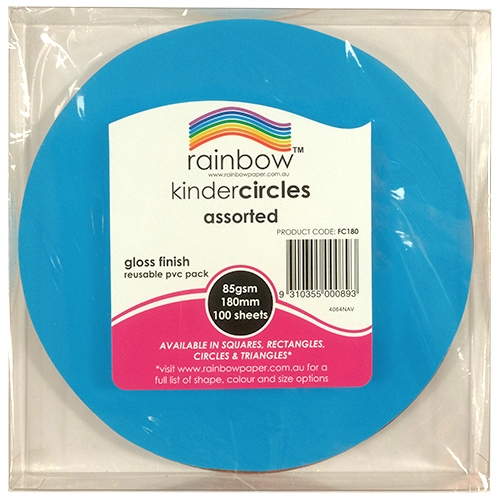 rainbow™
www.rainbowpaper.com.au
kindercircles
assorted
PRODUCT CODE: FC180
gloss finish
reusable pvc pack
85gsm
180mm
100 sheets
9 310355 000893
4064NAV
AVAILABLE IN SQUARES, RECTANGLES,
CIRCLES & TRIANGLES*
*visit www.rainbowpaper.com.au for a
full list of shape, colour and size options